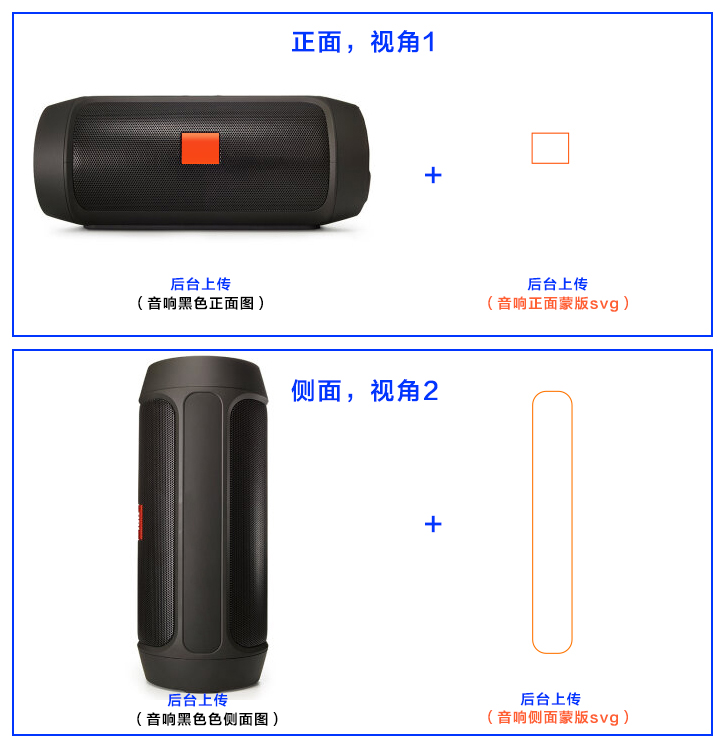 正面，视角1
+
后台上传
（音响黑色正面图）
后台上传
（音响正面蒙版svg）
侧面，视角2
+
后台上传
（音响黑色色侧面图）
后台上传
（音响侧面蒙版svg）